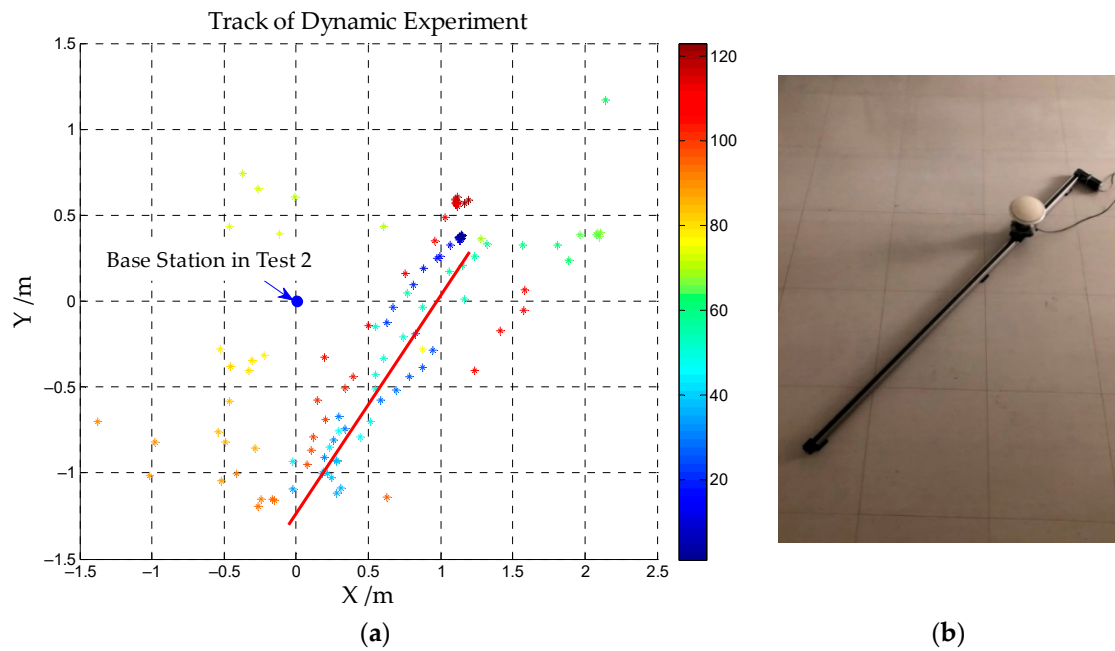 Track of Dynamic Experiment
1.5
1
0.5
0
−0.5
−1
−1.5
Y /m
Base Station in Test 2
−1.5 −1 −0.5 0 0.5 1 1.5 2 2.5
X /m
120
100
80
60
40
20
(a)
(b)